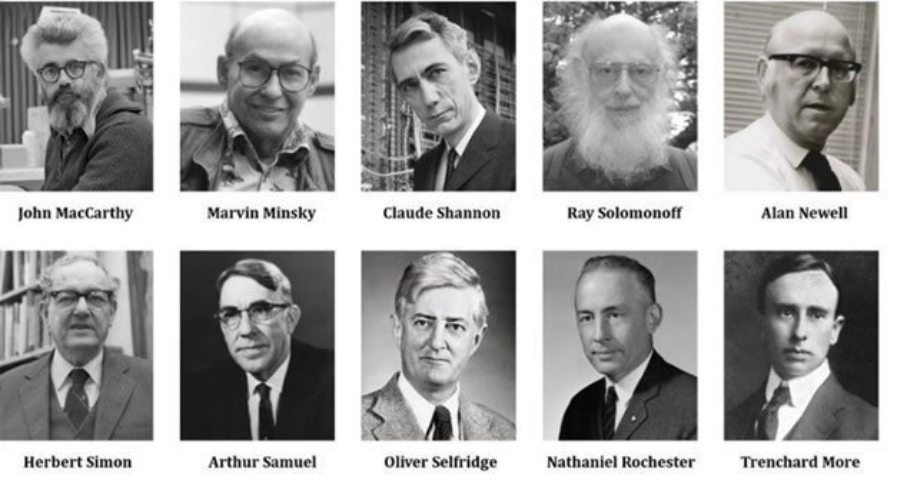 John MacCarthy
Marvin Minsky
Claude Shannon
Ray Solomonoff
Alan Newell
Herbert Simon
Arthur Samuel
Oliver Selfridge
Nathaniel Rochester
Trenchard More